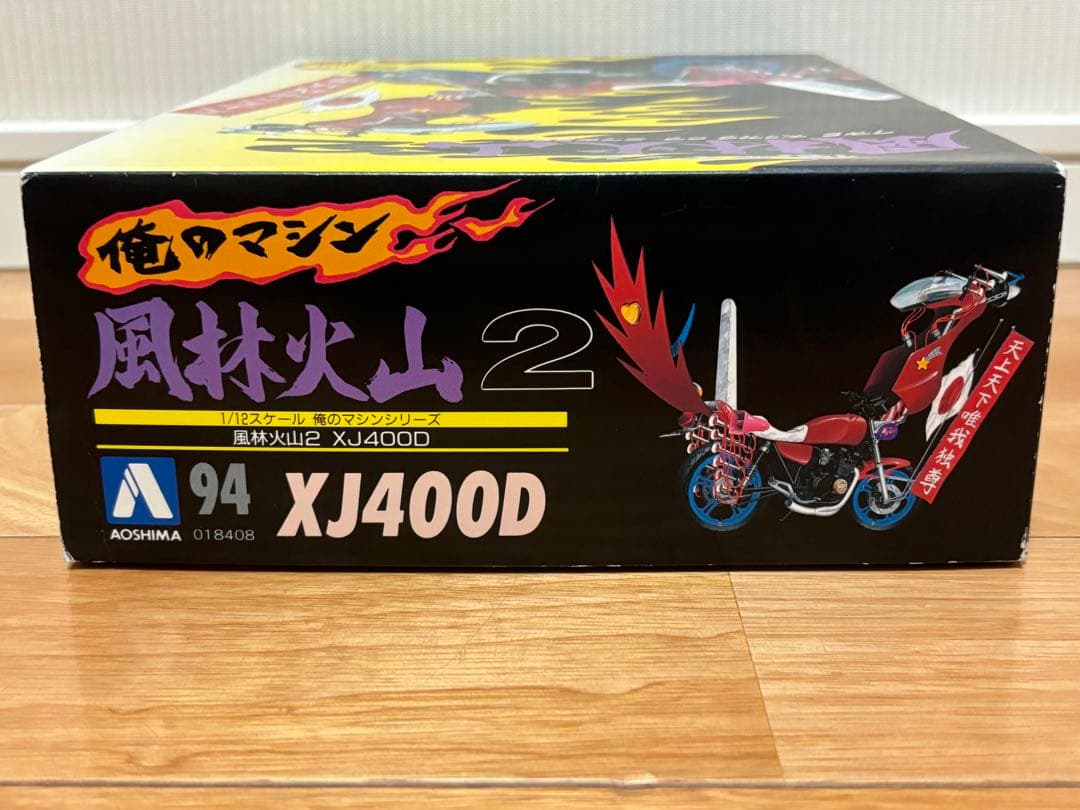 俺のマシン
風林火山2
1/12スケール 俺のマシンシリーズ
風林火山2 XJ400D
AOSHIMA
94
018408
XJ400D
天上天下唯我独尊